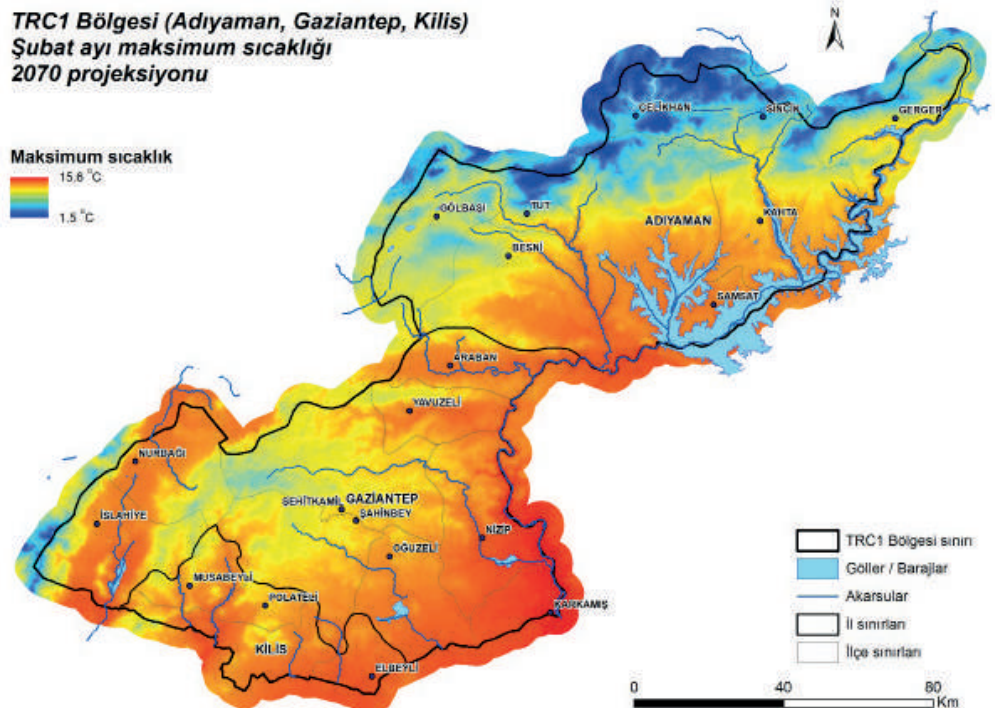 TRC1 Bölgesi (Adıyaman, Gaziantep, Kilis)
Şubat ayı maksimum sıcaklığı
2070 projeksiyonu
N
Maksimum sıcaklık
15,6 °C
1.5 °C
ÇELİKHAN
SİNCİK
GERGER
GÖLBAŞI
TUT
ADIYAMAN
KAHTA
BESNİ
SAMSAT
ARABAN
YAVUZELİ
NURDAĞI
ŞEHİTKAMİL
GAZİANTEP
ŞAHİNBEY
İSLAHİYE
NİZİP
OĞUZELİ
MUSABEYLİ
POLATELİ
KARKAMIŞ
KİLİS
ELBEYLİ
TRC1 Bölgesi sınırı
Göller / Barajlar
Akarsular
İl sınırları
İlçe sınırları
0 40 80
Km